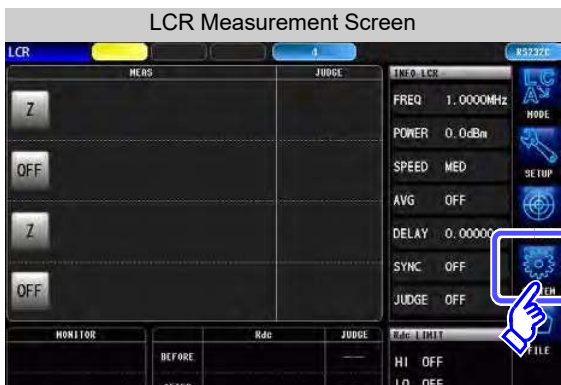 LCR Measurement Screen
LCR
4
RS232C
MEAS
JUDGE
INFO LCR
Z
OFF
Z
OFF
FREQ 1.0000MHz
POWER 0.0dBm
SPEED MED
AVG OFF
DELAY 0.00000
SYNC OFF
JUDGE OFF
LC
A
MODE
SETUP
EM
FILE
MONITOR
Rdc
JUDGE
BEFORE
Rdc LIMIT
HI OFF
LO OFF